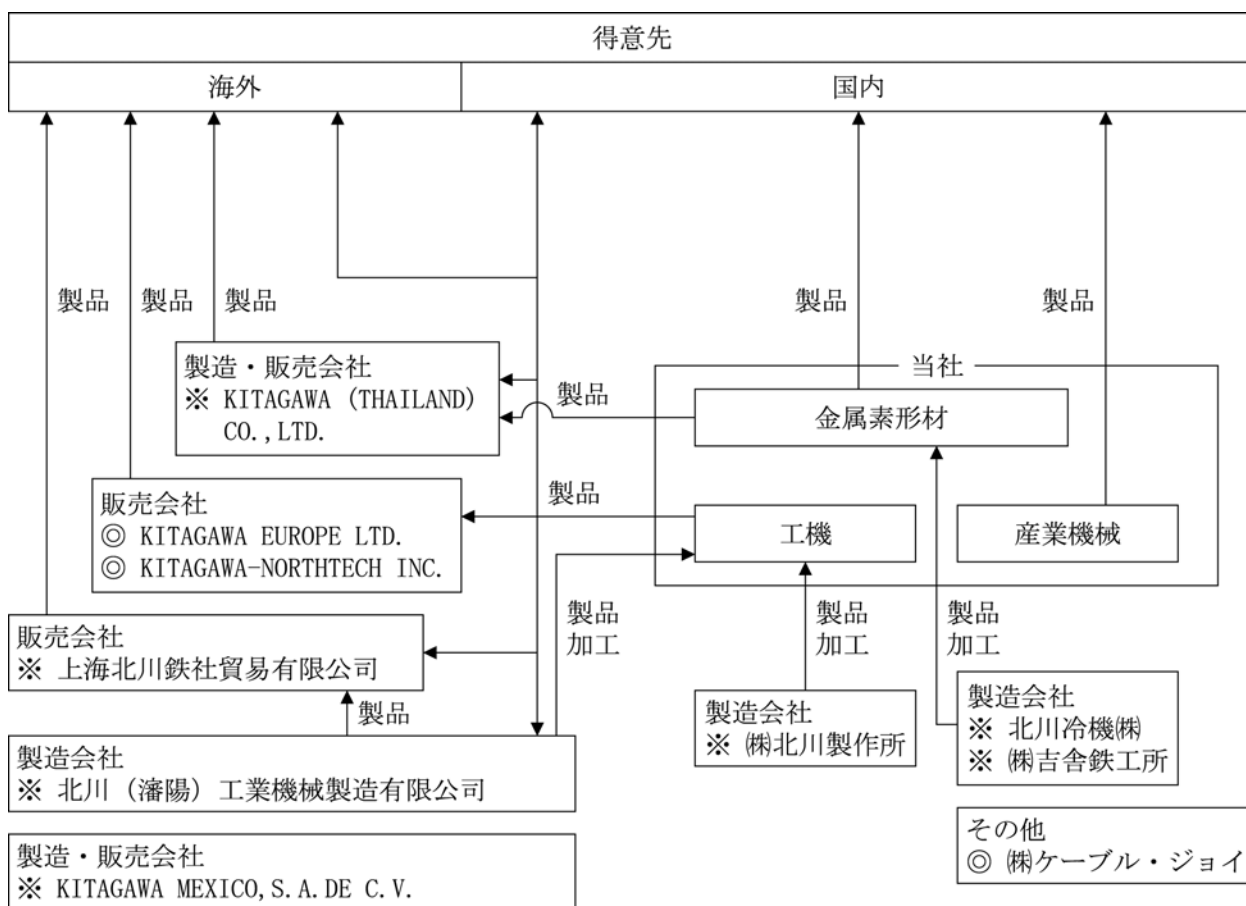 得意先
海外
国内
製品
製品
製品
製品
製品
製造・販売会社
※ KITAGAWA (THAILAND)
CO.,LTD.
製品
当社
金属素形材
販売会社
◎ KITAGAWA EUROPE LTD.
◎ KITAGAWA-NORTHTECH INC.
製品
工機
産業機械
販売会社
※ 上海北川鉄社貿易有限公司
製品
加工
製品
加工
製品
加工
製品
製造会社
※ 北川（瀋陽）工業機械製造有限公司
製造会社
※ ㈱北川製作所
製造会社
※ 北川冷機㈱
※ ㈱吉舎鉄工所
製造・販売会社
※ KITAGAWA MEXICO,S.A.DE C.V.
その他
◎ ㈱ケーブル・ジョイ